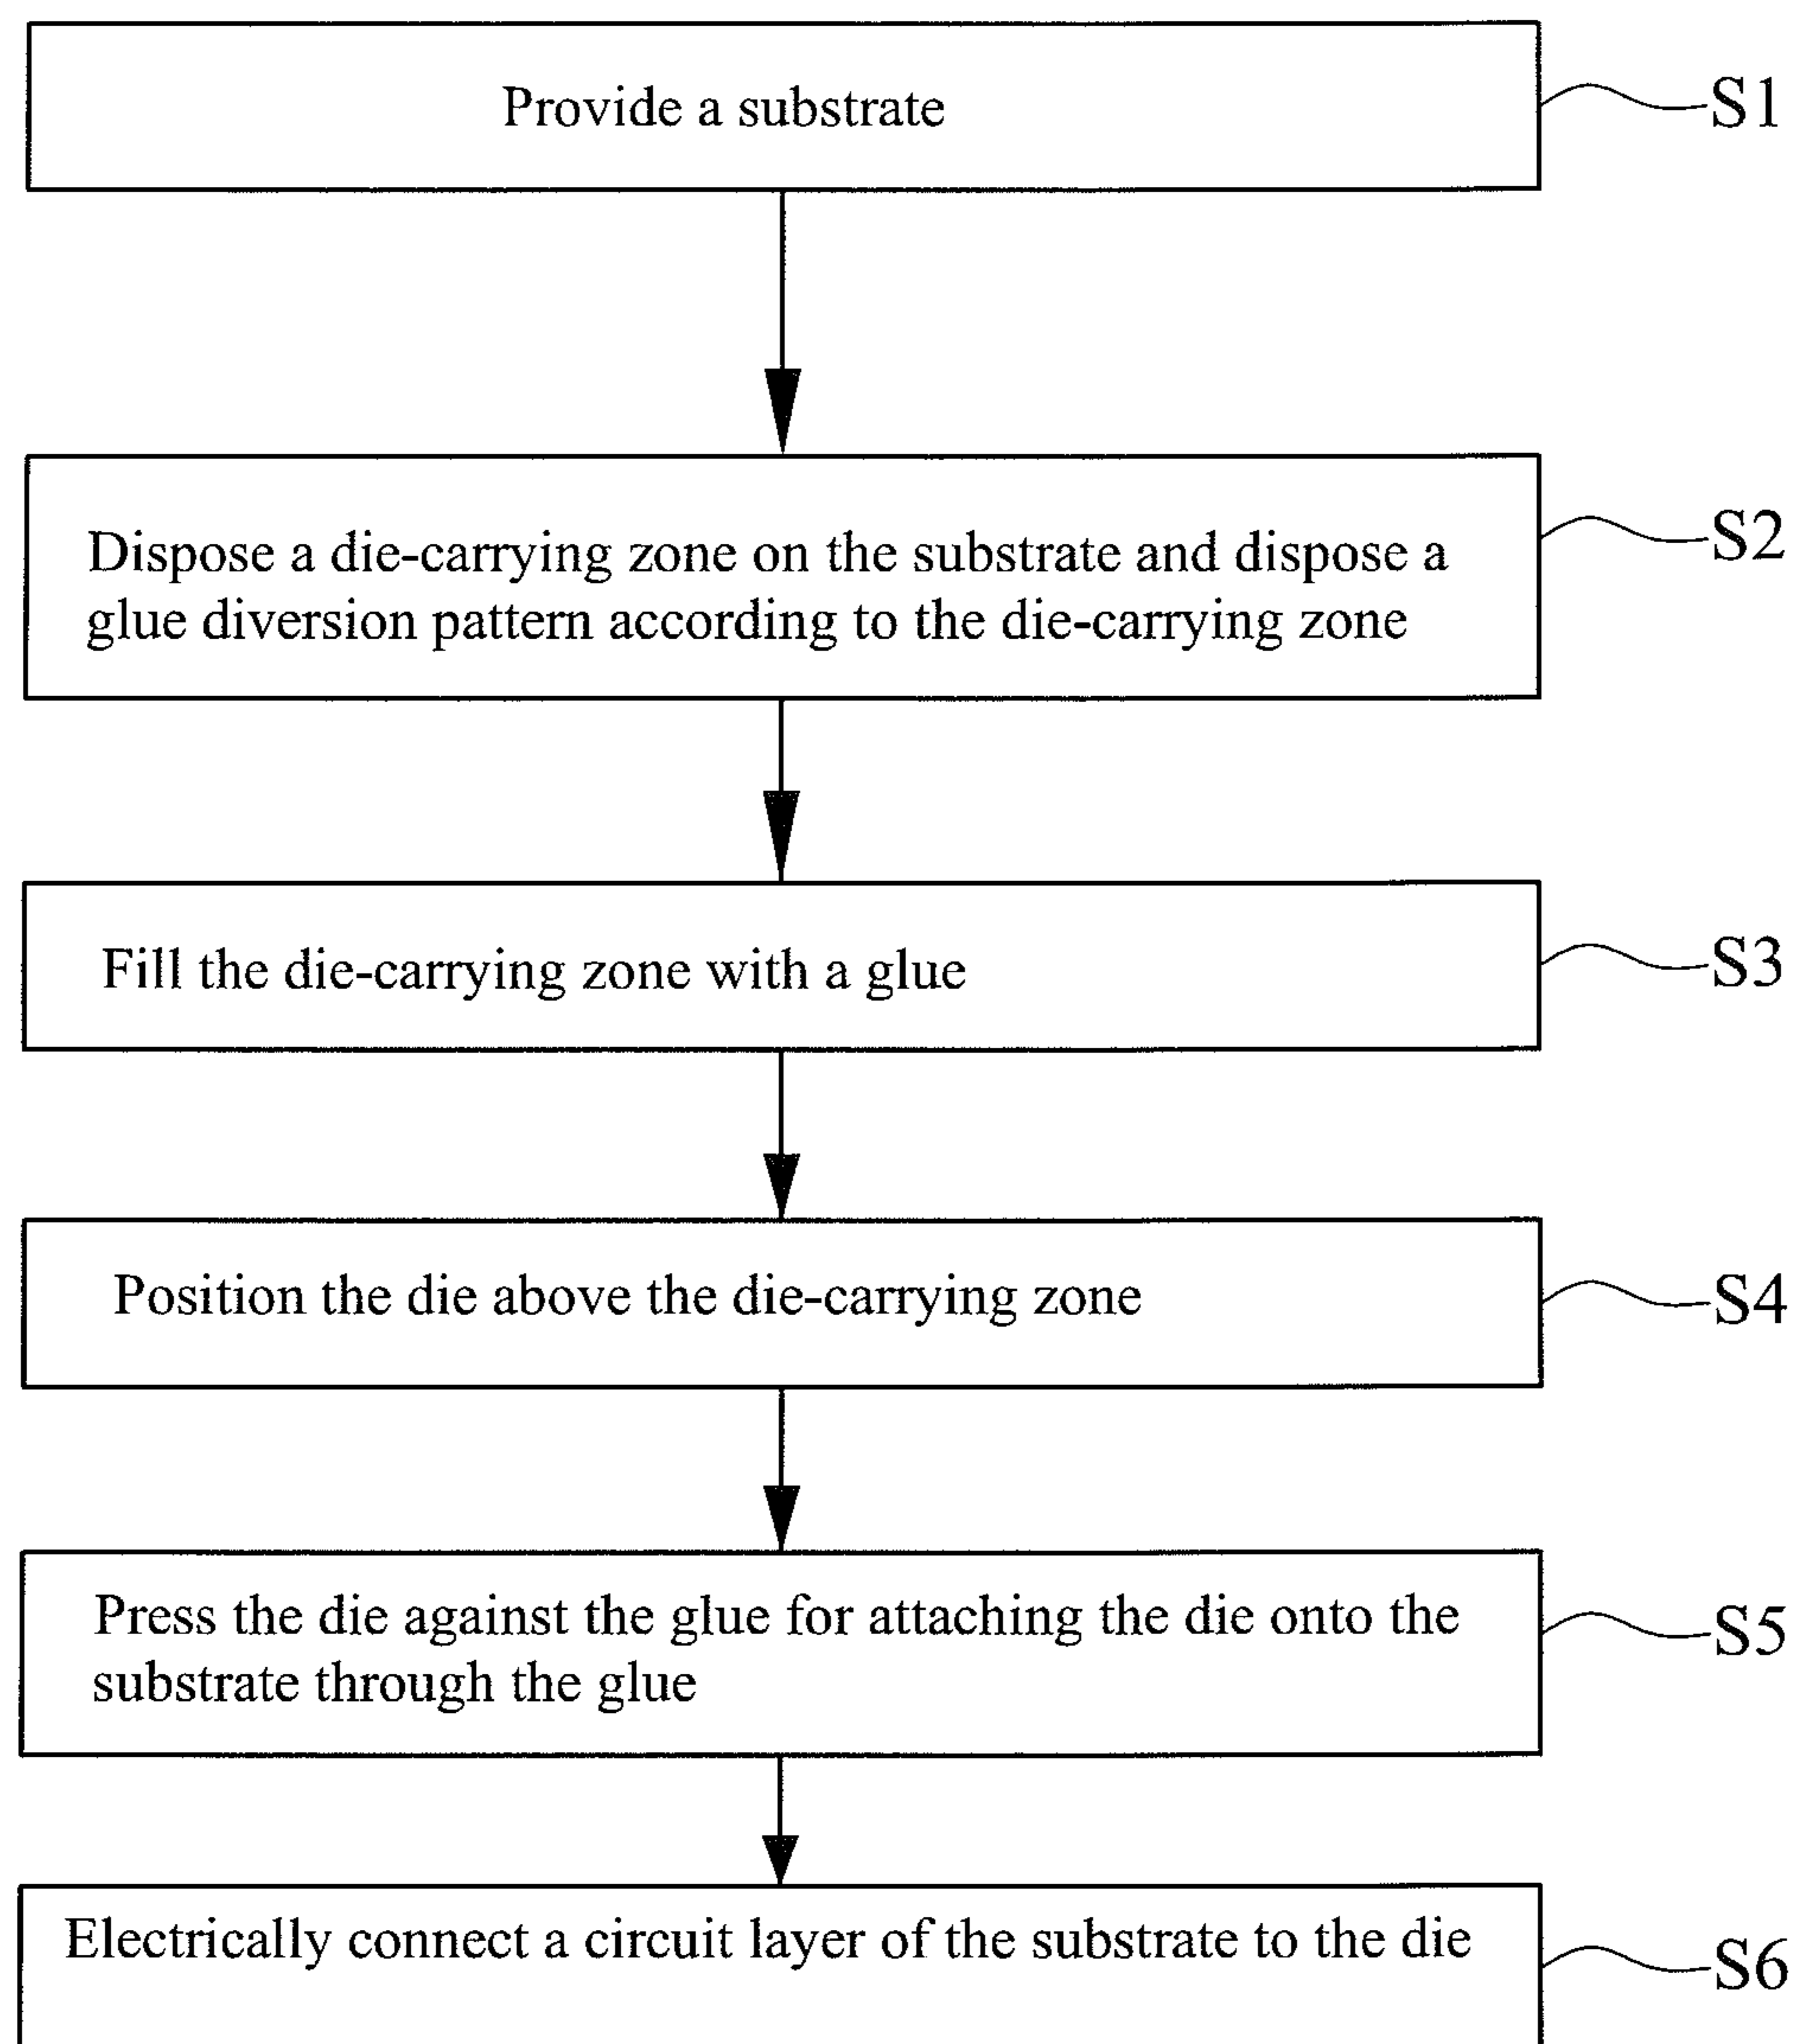 Provide a substrate
S1
Dispose a die-carrying zone on the substrate and dispose a
glue diversion pattern according to the die-carrying zone
S2
Fill the die-carrying zone with a glue
S3
Position the die above the die-carrying zone
S4
Press the die against the glue for attaching the die onto the
substrate through the glue
S5
Electrically connect a circuit layer of the substrate to the die
S6